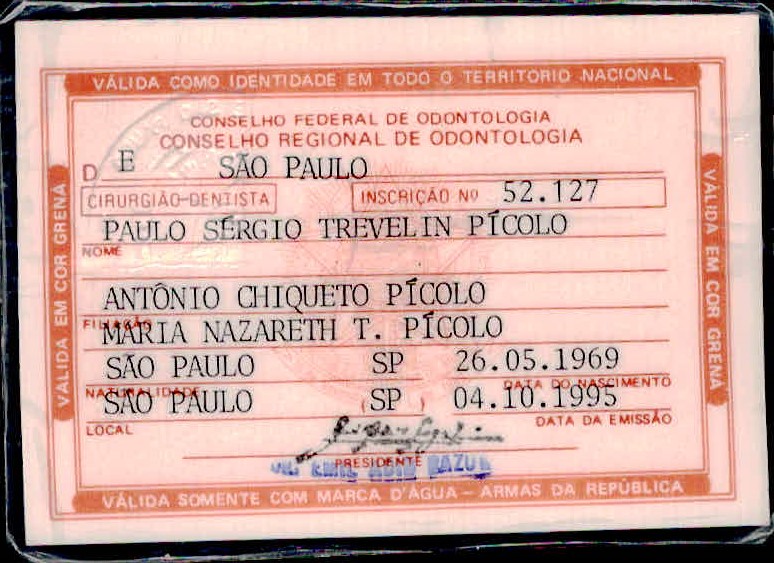 VÁLIDA COMO IDENTIDADE EM TODO O TERRITORIO NACIONAL
CONSELHO FEDERAL DE ODONTOLOGIA
CONSELHO REGIONAL DE ODONTOLOGIA
D E SÃO PAULO
CIRURGIÃO-DENTISTA INSCRIÇÃO Nº 52.127
PAULO SÉRGIO TREVELIN PÍCOLO
NOME
ANTÔNIO CHIQUETO PÍCOLO
FILIAÇÃO
MARIA NAZARETH T. PÍCOLO
SÃO PAULO SP 26.05.1969
NATURALIDADE DATA DO NASCIMENTO
SÃO PAULO (SP) 04.10.1995
LOCAL DATA DA EMISSÃO
PRESIDENTE
VÁLIDA SOMENTE COM MARCA D'ÁGUA - ARMAS DA REPÚBLICA
VÁLIDA EM COR GRENÁ
VÁLIDA EM COR GRENÁ